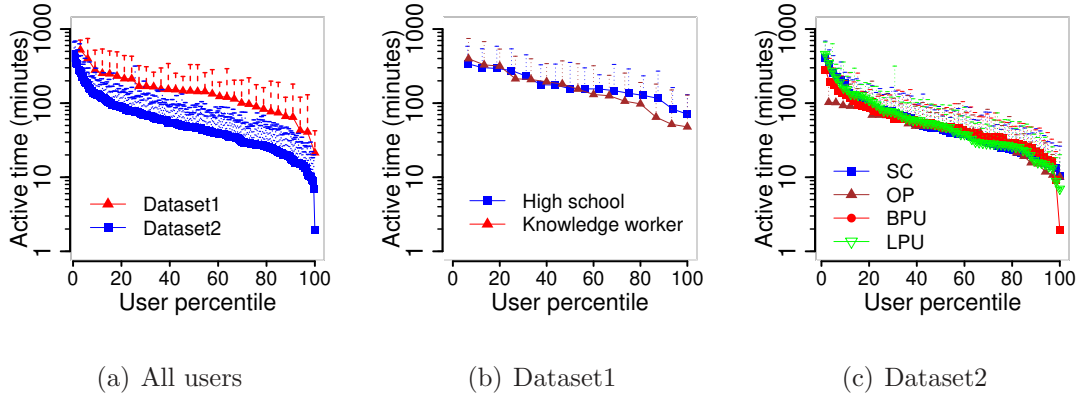 Active time (minutes)
1000
100
10
1
0 20 40 60 80 100
User percentile
Dataset1
Dataset2
(a) All users
Active time (minutes)
1000
100
10
1
0 20 40 60 80 100
User percentile
High school
Knowledge worker
(b) Dataset1
Active time (minutes)
1000
100
10
1
0 20 40 60 80 100
User percentile
SC
OP
BPU
LPU
(c) Dataset2